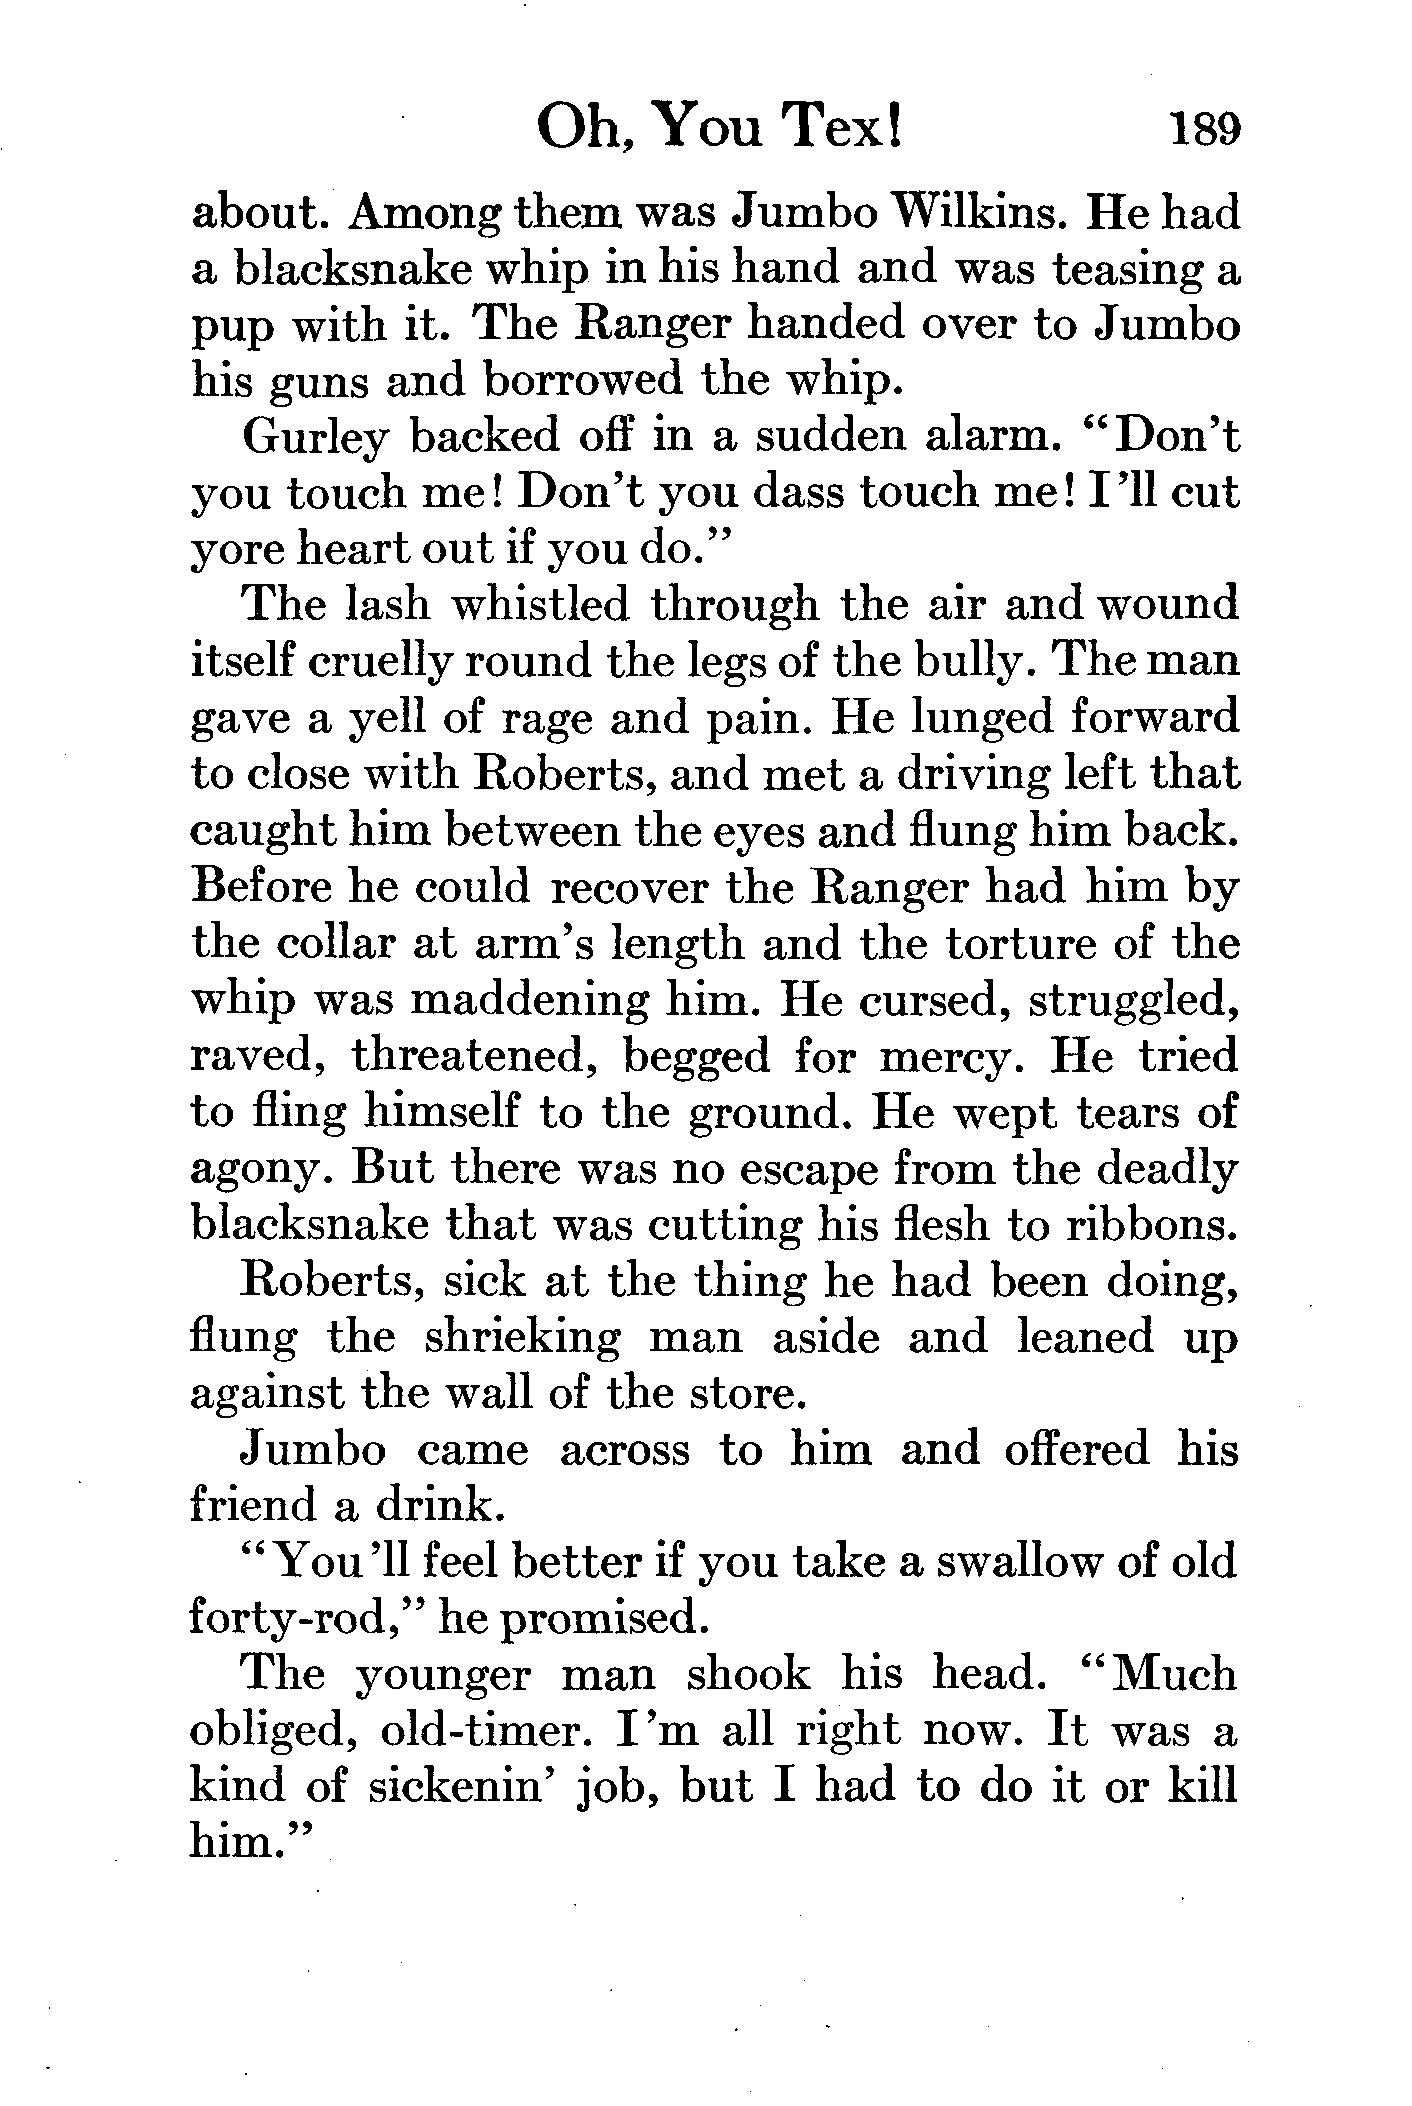 Oh, You Tex! 189
about. Among them was Jumbo Wilkins. He had
a blacksnake whip in his hand and was teasing a
pup with it. The Ranger handed over to Jumbo
his guns and borrowed the whip.
Gurley backed off in a sudden alarm. “Don’t
you touch me! Don’t you dass touch me! I’ll cut
yore heart out if you do.”
The lash whistled through the air and wound
itself cruelly round the legs of the bully. The man
gave a yell of rage and pain. He lunged forward
to close with Roberts, and met a driving left that
caught him between the eyes and flung him back.
Before he could recover the Ranger had him by
the collar at arm’s length and the torture of the
whip was maddening him. He cursed, struggled,
raved, threatened, begged for mercy. He tried
to fling himself to the ground. He wept tears of
agony. But there was no escape from the deadly
blacksnake that was cutting his flesh to ribbons.
Roberts, sick at the thing he had been doing,
flung the shrieking man aside and leaned up
against the wall of the store.
Jumbo came across to him and offered his
friend a drink.
“You’ll feel better if you take a swallow of old
forty-rod,” he promised.
The younger man shook his head. “Much
obliged, old-timer. I’m all right now. It was a
kind of sickenin’ job, but I had to do it or kill
him.”